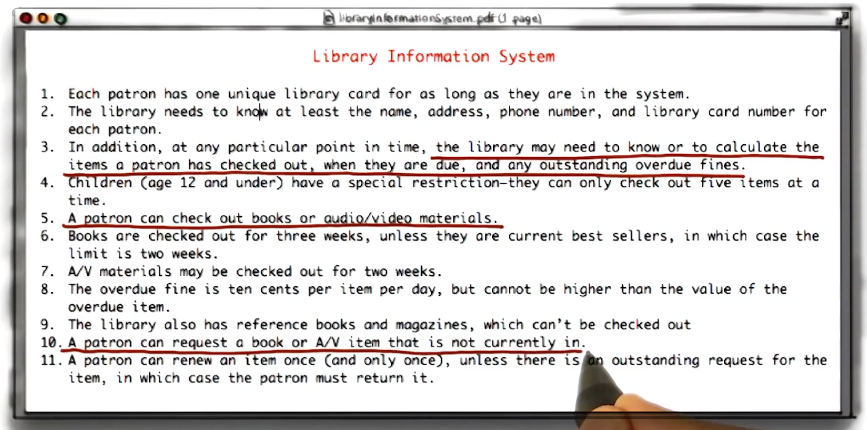 libraryInformationSystem.pdf (1 page)
Library Information System
1. Each patron has one unique library card for as long as they are in the system.
2. The library needs to know at least the name, address, phone number, and library card number for
each patron.
3. In addition, at any particular point in time, the library may need to know or to calculate the
items a patron has checked out, when they are due, and any outstanding overdue fines.
4. Children (age 12 and under) have a special restriction–they can only check out five items at a
time.
5. A patron can check out books or audio/video materials.
6. Books are checked out for three weeks, unless they are current best sellers, in which case the
limit is two weeks.
7. A/V materials may be checked out for two weeks.
8. The overdue fine is ten cents per item per day, but cannot be higher than the value of the
overdue item.
9. The library also has reference books and magazines, which can't be checked out
10. A patron can request a book or A/V item that is not currently in.
11. A patron can renew an item once (and only once), unless there is an outstanding request for the
item, in which case the patron must return it.